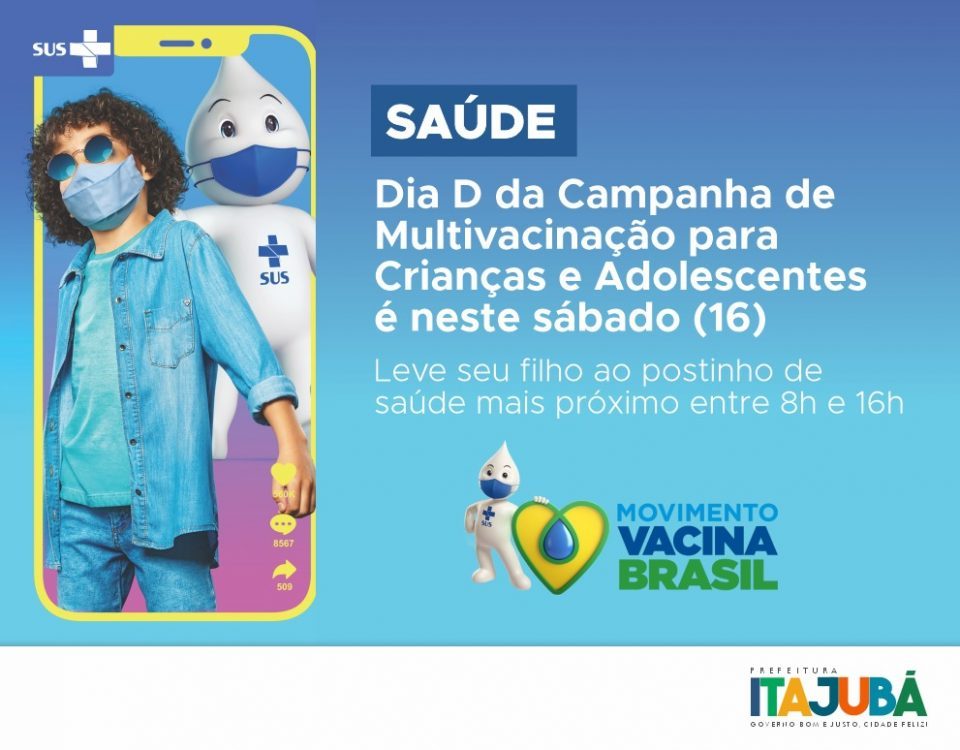 SUS
SUS
560K
8567
509
SAÚDE
Dia D da Campanha de
Multivacinação para
Crianças e Adolescentes
é neste sábado (16)
Leve seu filho ao postinho de
saúde mais próximo entre 8h e 16h
SUS
MOVIMENTO
VACINA
BRASIL
PREFEITURA
ITAJUBÁ
GOVERNO BOM E JUSTO, CIDADE FELIZ!